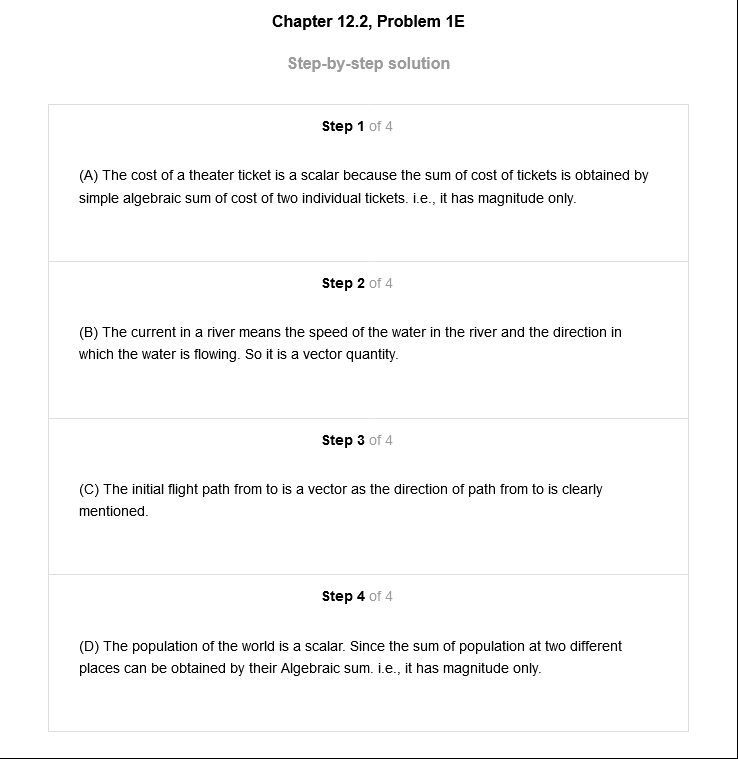 Chapter 12.2, Problem 1E
Step-by-step solution
Step 1 of 4
(A) The cost of a theater ticket is a scalar because the sum of cost of tickets is obtained by
simple algebraic sum of cost of two individual tickets. i.e., it has magnitude only.
Step 2 of 4
(B) The current in a river means the speed of the water in the river and the direction in
which the water is flowing. So it is a vector quantity.
Step 3 of 4
(C) The initial flight path from to is a vector as the direction of path from to is clearly
mentioned.
Step 4 of 4
(D) The population of the world is a scalar. Since the sum of population at two different
places can be obtained by their Algebraic sum. i.e., it has magnitude only.